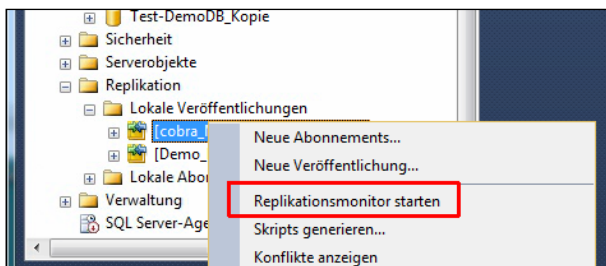 Test-DemoDB_Kopie
Sicherheit
Serverobjekte
Replikation
Lokale Veröffentlichungen
[cobra_
[Demo_
Lokale Abo
Verwaltung
SQL Server-Age
Neue Abonnements...
Neue Veröffentlichung...
Replikationsmonitor starten
Skripts generieren...
Konflikte anzeigen